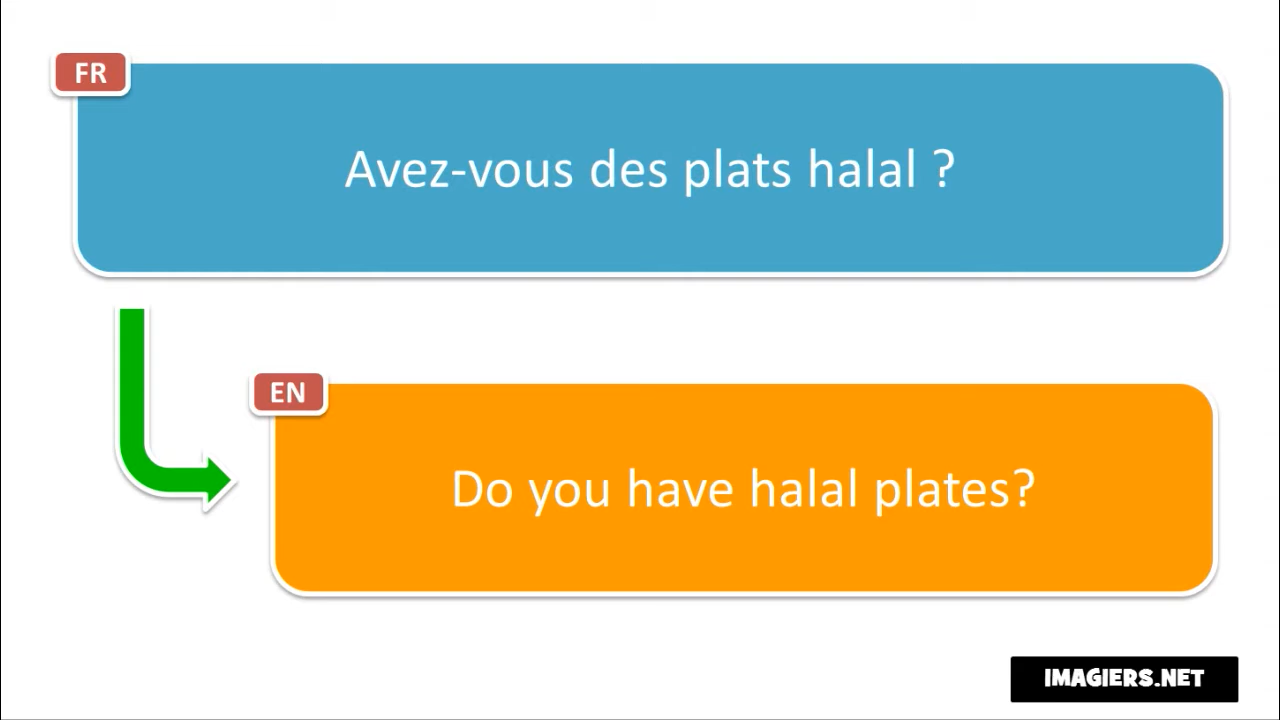 FR
Avez-vous des plats halal ?
EN
Do you have halal plates?
IMAGIERS.NET